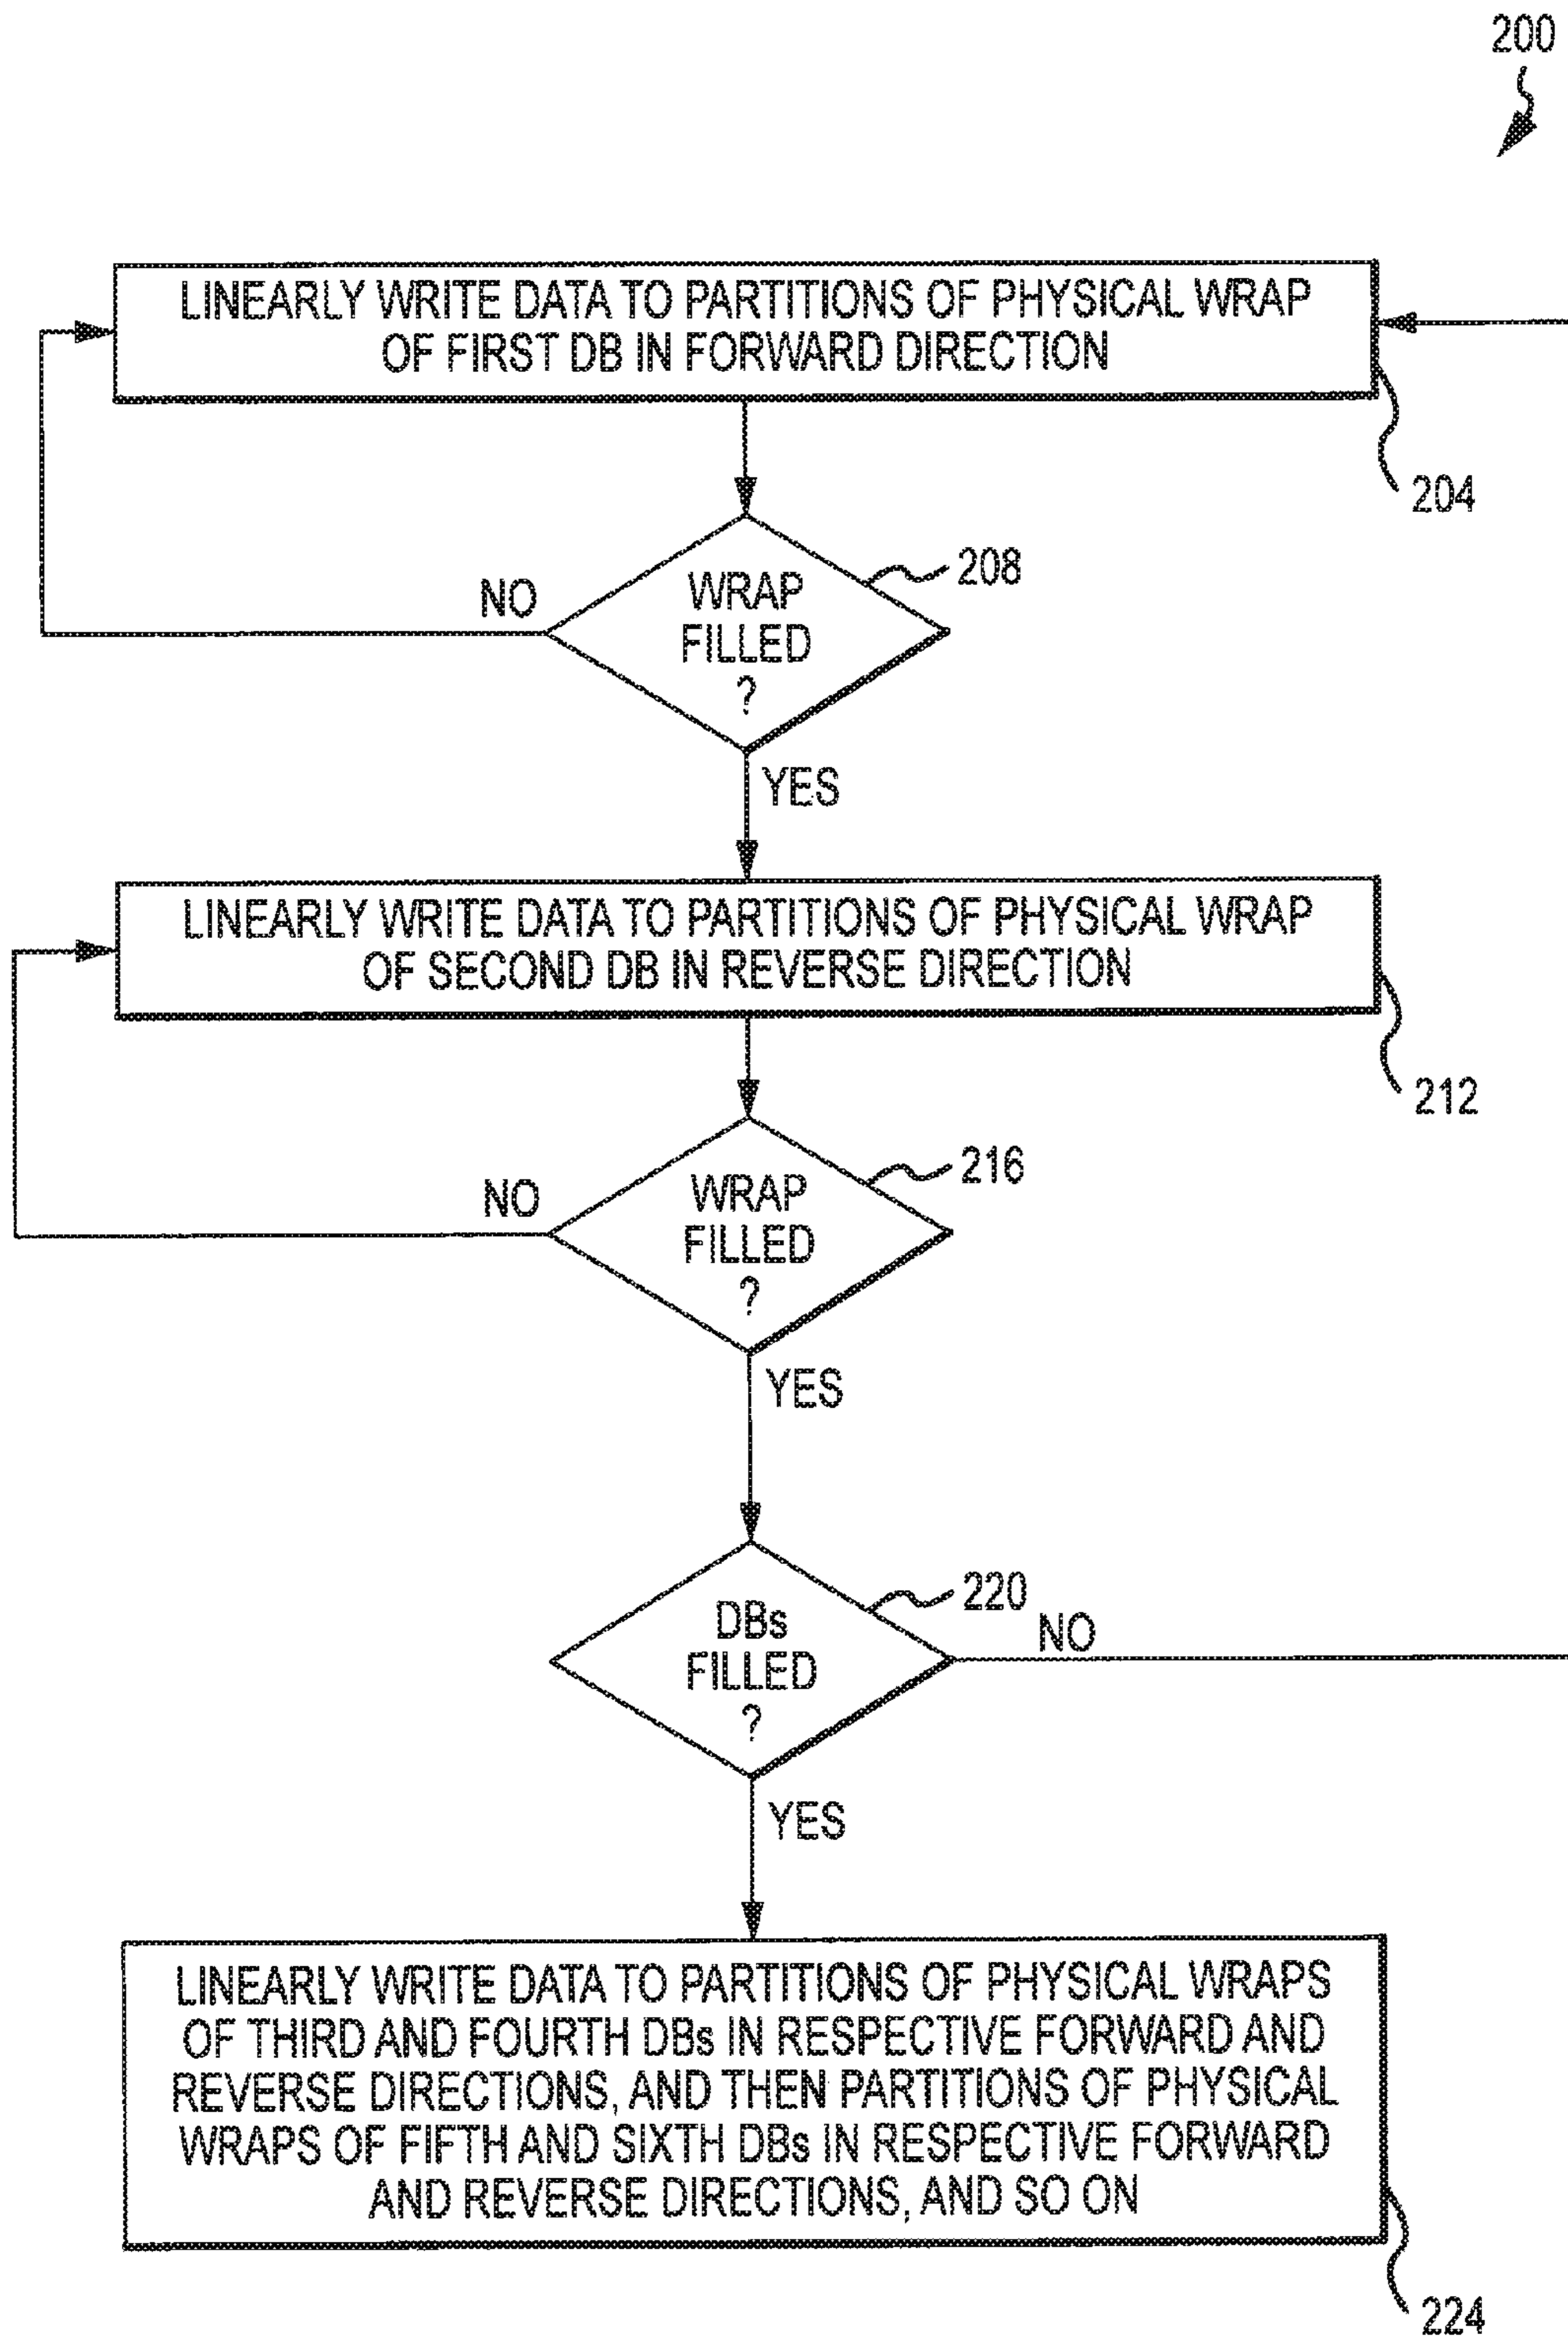 200
LINEARLY WRITE DATA TO PARTITIONS OF PHYSICAL WRAP
OF FIRST DB IN FORWARD DIRECTION
204
208
NO
WRAP
FILLED
?
YES
LINEARLY WRITE DATA TO PARTITIONS OF PHYSICAL WRAP
OF SECOND DB IN REVERSE DIRECTION
212
216
NO
WRAP
FILLED
?
YES
220
DBs
FILLED
?
NO
YES
LINEARLY WRITE DATA TO PARTITIONS OF PHYSICAL WRAPS
OF THIRD AND FOURTH DBs IN RESPECTIVE FORWARD AND
REVERSE DIRECTIONS, AND THEN PARTITIONS OF PHYSICAL
WRAPS OF FIFTH AND SIXTH DBs IN RESPECTIVE FORWARD
AND REVERSE DIRECTIONS, AND SO ON
224